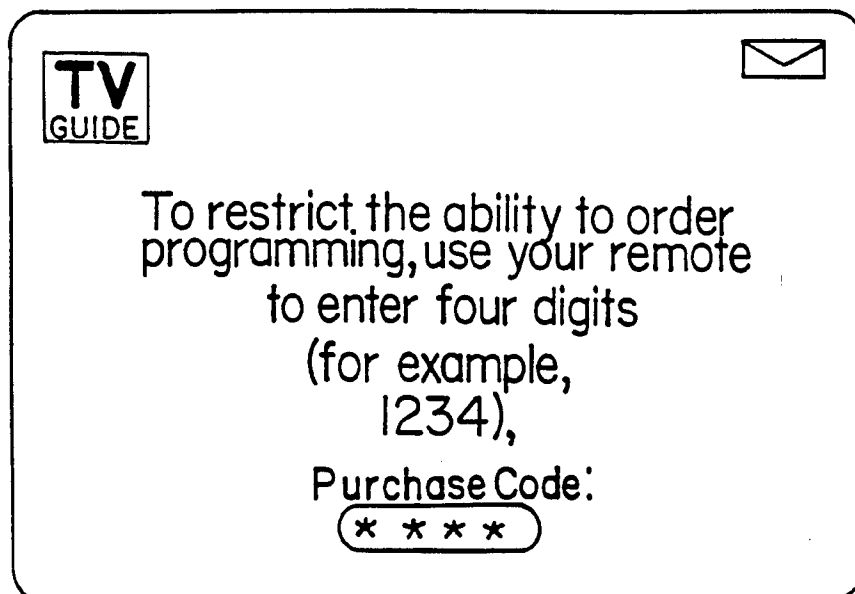 TV
GUIDE
To restrict the ability to order
programming, use your remote
to enter four digits
(for example,
1234),
Purchase Code:
* * * *